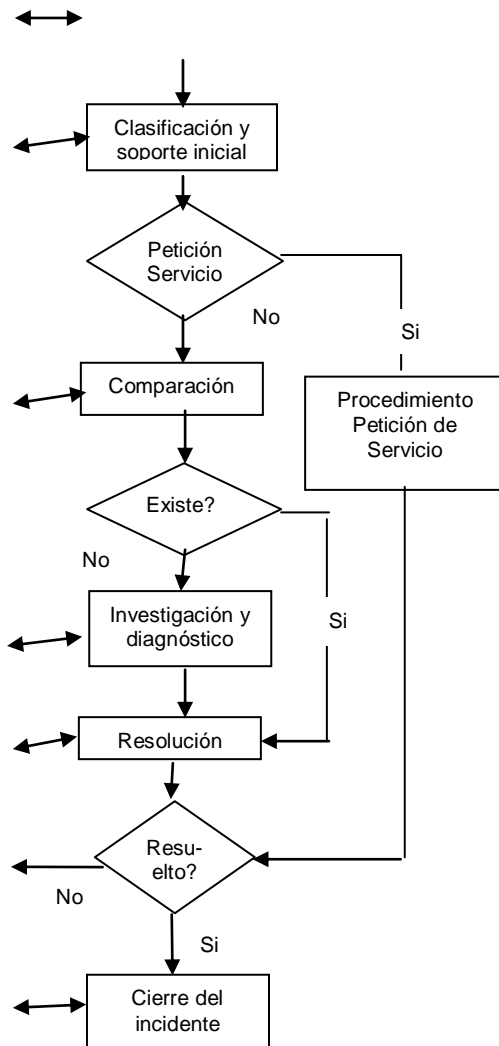 Clasificación y
soporte inicial
Petición
Servicio
No
Si
Comparación
Procedimiento
Petición de
Servicio
Existe?
No
Si
Investigación y
diagnóstico
Resolución
Resu-
elto?
No
Si
Cierre del
incidente